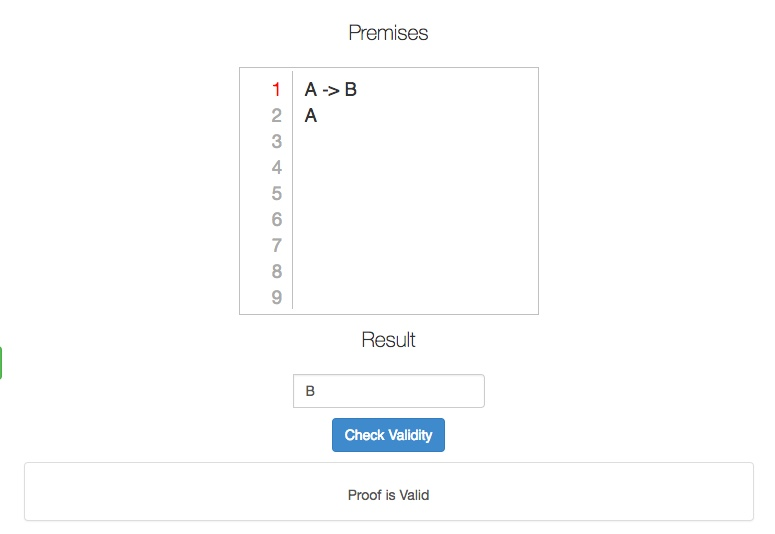 Premises
1 A -> B
2 A
3
4
5
6
7
8
9
Result
B
Check Validity
Proof is Valid